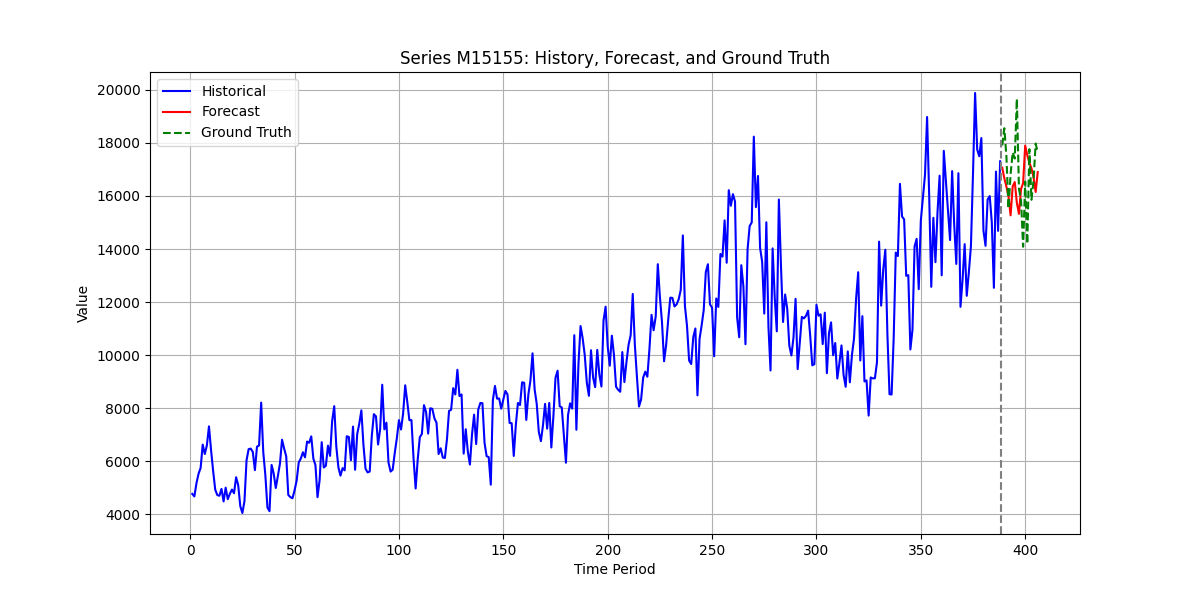 Series M15155: History, Forecast, and Ground Truth
Historical
Forecast
Ground Truth
20000
18000
16000
14000
12000
10000
8000
6000
4000
Value
0 50 100 150 200 250 300 350 400
Time Period